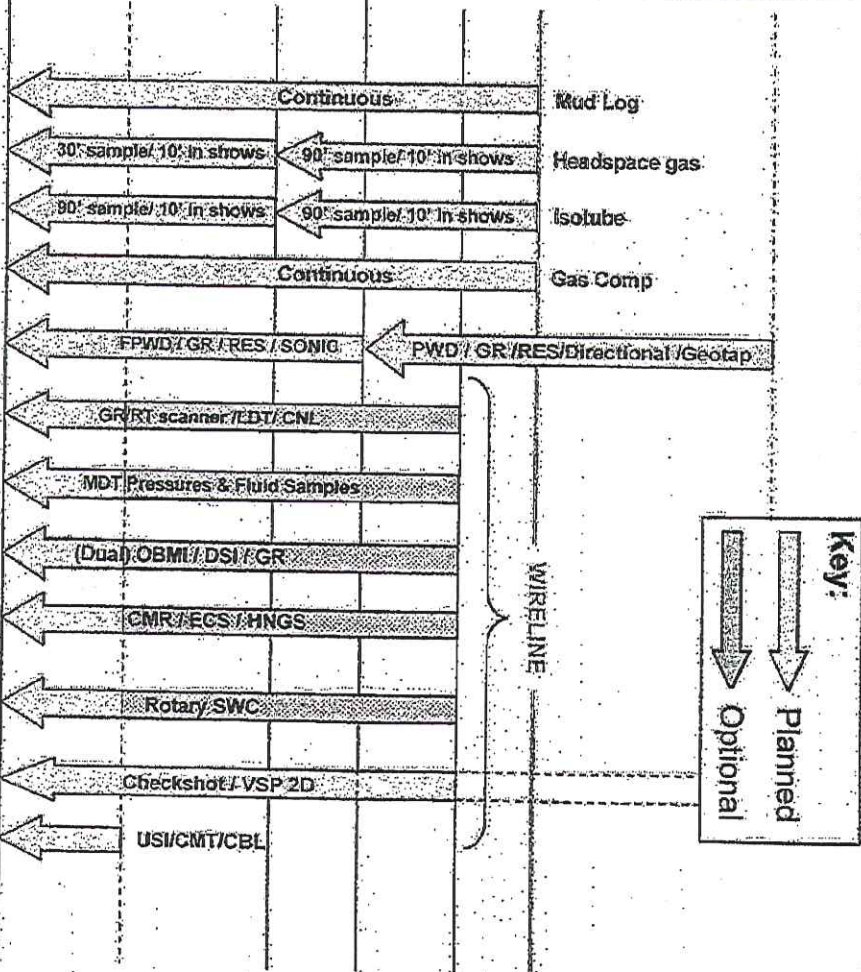 Continuous
Mud Log
30' sample/ 10' in shows
90' sample/ 10' in shows
Headspace gas
90' sample/ 10' in shows
90' sample/ 10' in shows
Isotube
Continuous
Gas Comp
FPWD / GR / RES / SONIC
PWD / GR /RES/Directional /Geotap
GR/RT scanner /LDT/ CNL
MDT Pressures & Fluid Samples
(Dual) OBMI / DSI / GR
CMR / ECS / HNGS
Rotary SWC
Checkshot / VSP 2D
USI/CMT/CBL
WIRELINE
Key:
Planned
Optional